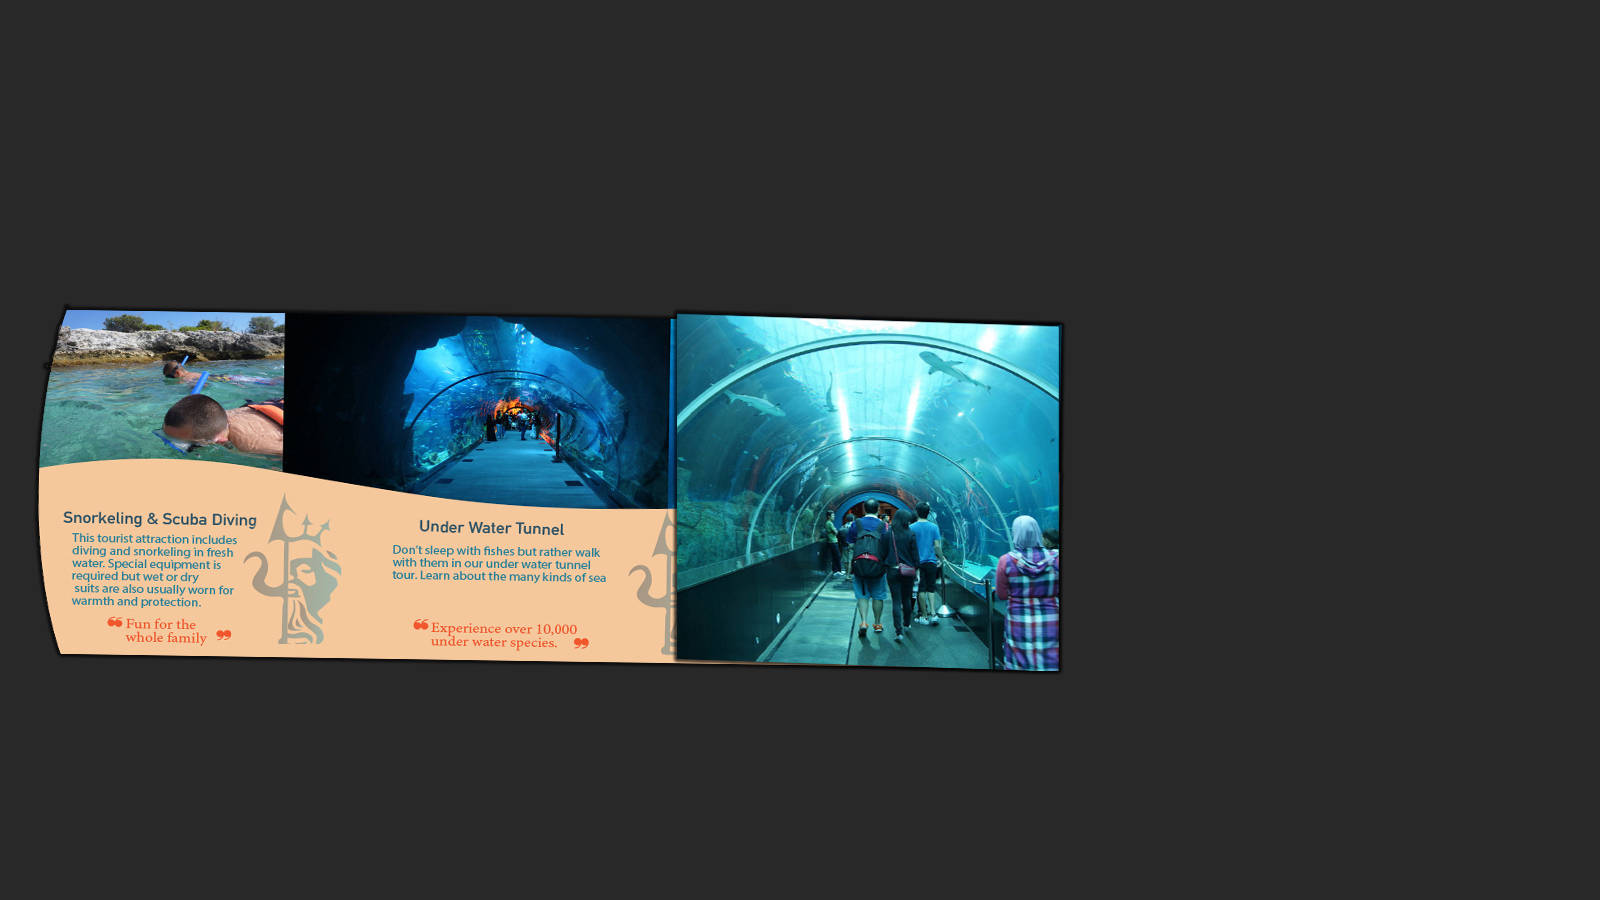 Snorkeling & Scuba Diving
This tourist attraction includes
diving and snorkeling in fresh
water. Special equipment is
required but wet or dry
suits are also usually worn for
warmth and protection.
❝ Fun for the
whole family ❞
Under Water Tunnel
Don't sleep with fishes but rather walk
with them in our under water tunnel
tour. Learn about the many kinds of sea
❝ Experience over 10,000
under water species. ❞